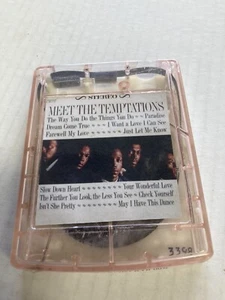 STEREO
MEET THE TEMPTATIONS
The Way You Do the Things You Do Paradise
Dream Come True I Want a Love I Can See
Farewell My Love Just Let Me Know
Slow Down Heart Your Wonderful Love
The Further You Look, the Less You See Check Yourself
Isn't She Pretty May I Have This Dance
3300